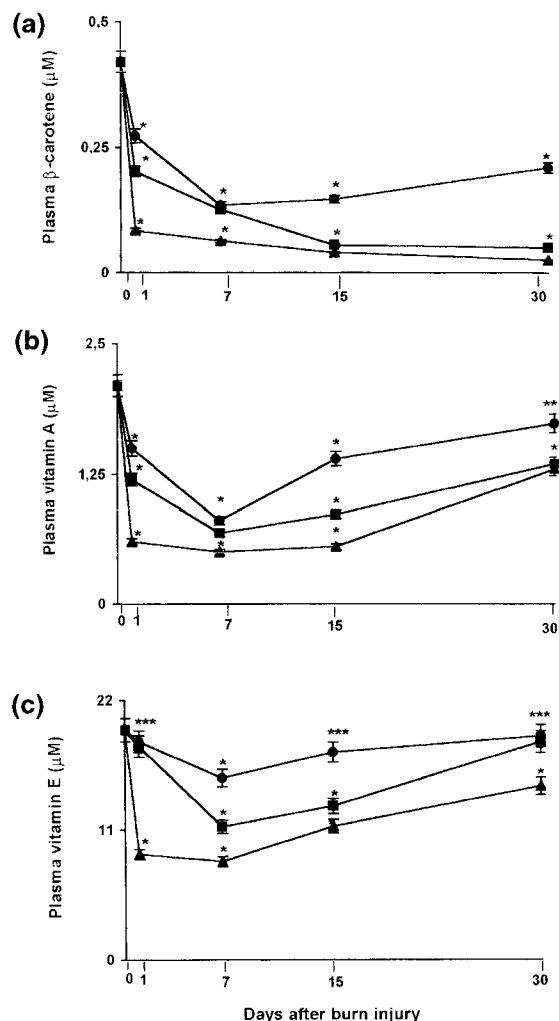 (a)
Plasma β-carotene (μM)
0,5
0,25
0
* * * * * * * * * *
0 1 7 15 30
(b)
Plasma vitamin A (μM)
2,5
1,25
0
* * * * * * * * ** *
0 1 7 15 30
(c)
Plasma vitamin E (μM)
22
11
0
*** * * * * *** * *** *
0 1 7 15 30
Days after burn injury